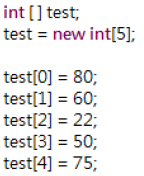 int [ ] test;
test = new int[5];
test[0] = 80;
test[1] = 60;
test[2] = 22;
test[3] = 50;
test[4] = 75;